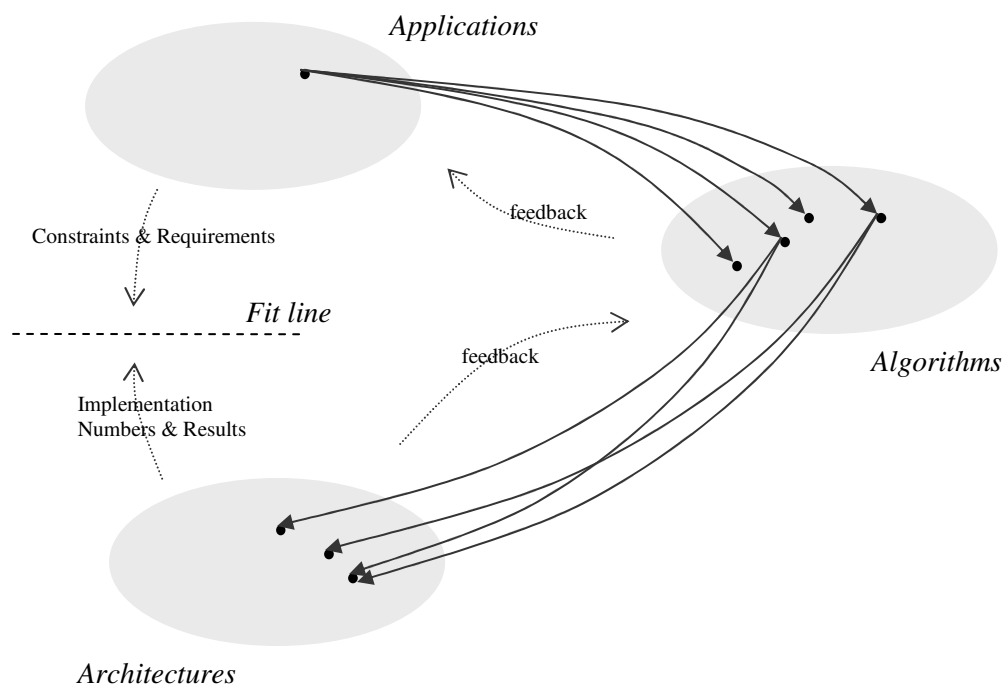 Applications
feedback
Constraints & Requirements
Fit line
feedback
Algorithms
Implementation
Numbers & Results
Architectures